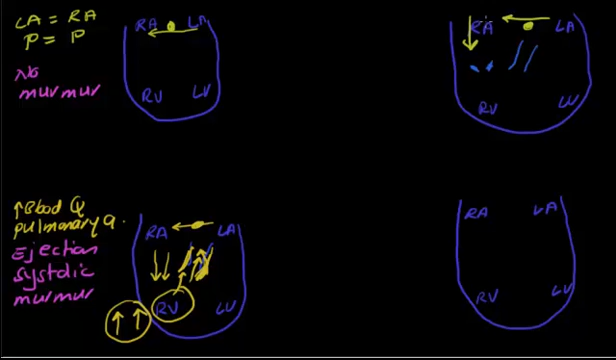 LA = RA
P = P
No
murmur
RA LA
RV LV
RA LA
RV LV
↑Blood Q
pulmonary a.
Ejection
systolic
murmur
RA LA
RV LV
RA LA
RV LV